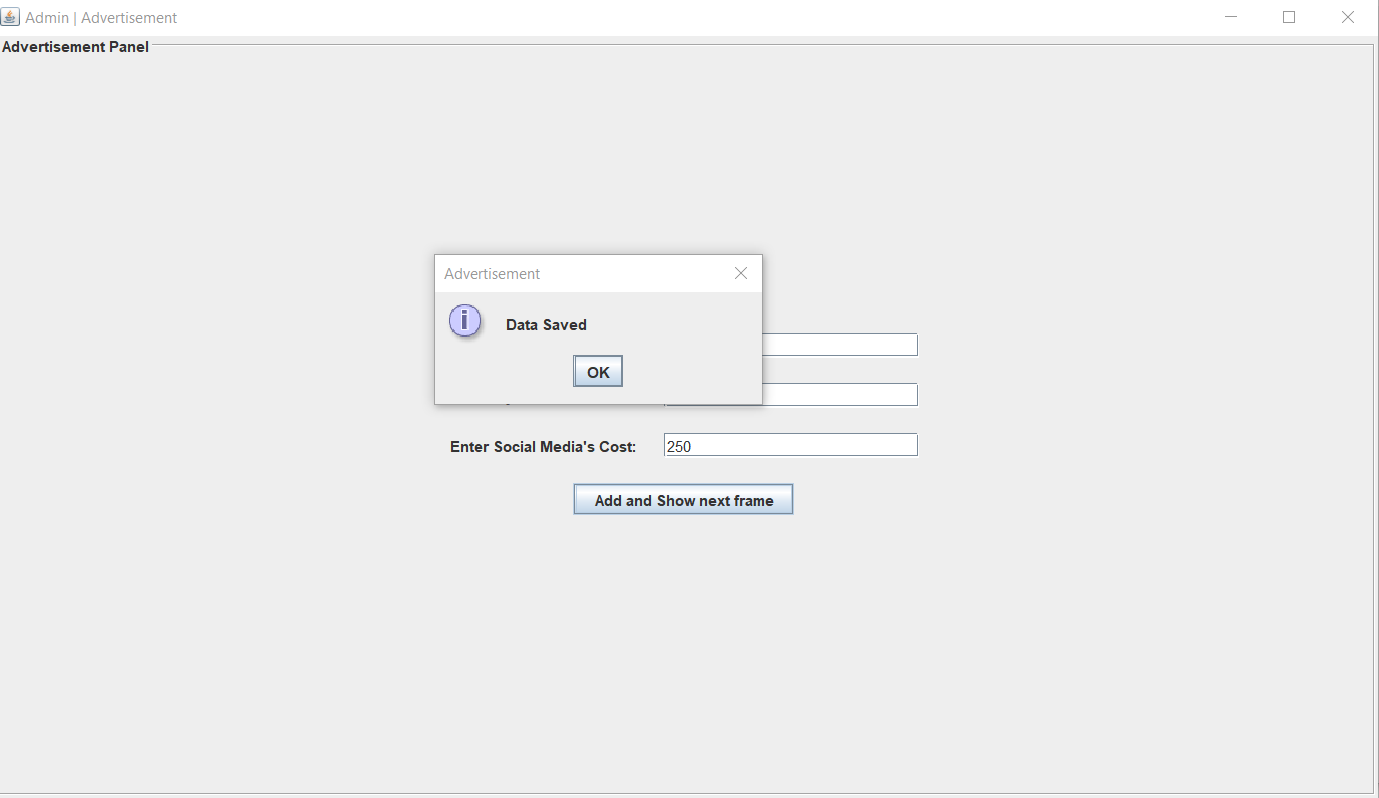 Admin | Advertisement
Advertisement Panel
Advertisement
Data Saved
OK
Enter Social Media's Cost:
250
Add and Show next frame